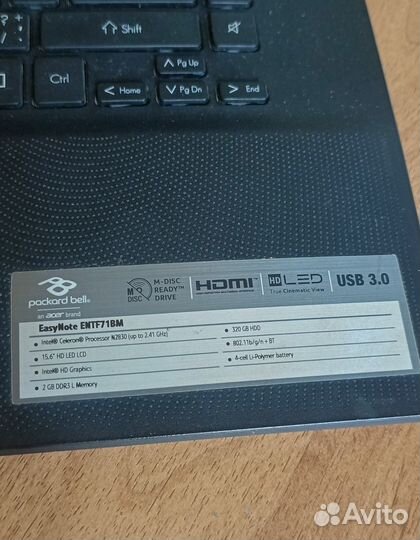 ? +
/ ;
⇧ Shift
Ctrl
Pg Up
Home
Pg Dn
End
packard bell
an acer brand
M DISC
M-DISC
READY™
DRIVE
HDMI
HD LED
True Cinematic View
USB 3.0
EasyNote ENTF71BM
• Intel® Celeron® Processor N2830 (up to 2.41 GHz)
• 15.6" HD LED LCD
• Intel® HD Graphics
• 2 GB DDR3 L Memory
• 320 GB HDD
• 802.11b/g/n + BT
• 4-cell Li-Polymer battery
Avito